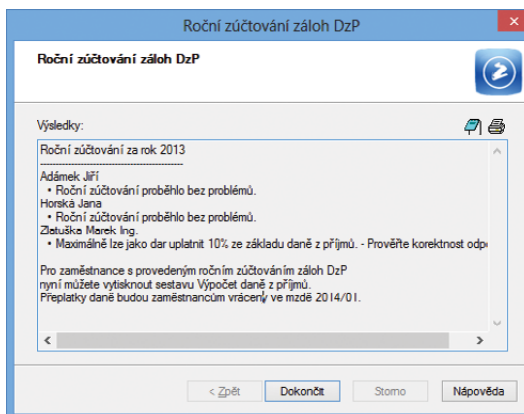 Roční zúčtování záloh DzP
Roční zúčtování záloh DzP
Výsledky:
Roční zúčtování za rok 2013
------------------------------------------------
Adámek Jiří
• Roční zúčtování proběhlo bez problémů.
Horská Jana
• Roční zúčtování proběhlo bez problémů.
Zlatuška Marek Ing.
• Maximálně lze jako dar uplatnit 10% ze základu daně z příjmů. - Prověřte korektnost odp
Pro zaměstnance s provedeným ročním zúčtováním záloh DzP
nyní můžete vytisknout sestavu Výpočet daně z příjmů.
Přeplatky daně budou zaměstnancům vráceny ve mzdě 2014/01.
< Zpět Dokončit Storno Nápověda